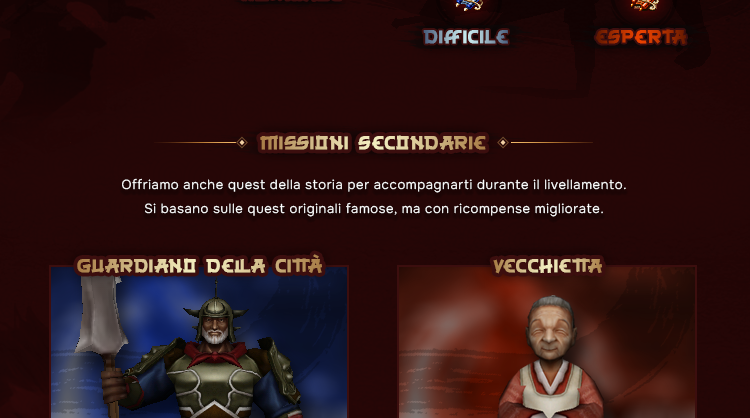 DIFFICILE
ESPERTA
MISSIONI SECONDARIE
Offriamo anche quest della storia per accompagnarti durante il livellamento.
Si basano sulle quest originali famose, ma con ricompense migliorate.
GUARDIANO DELLA CITTÀ
VECCHIETTA